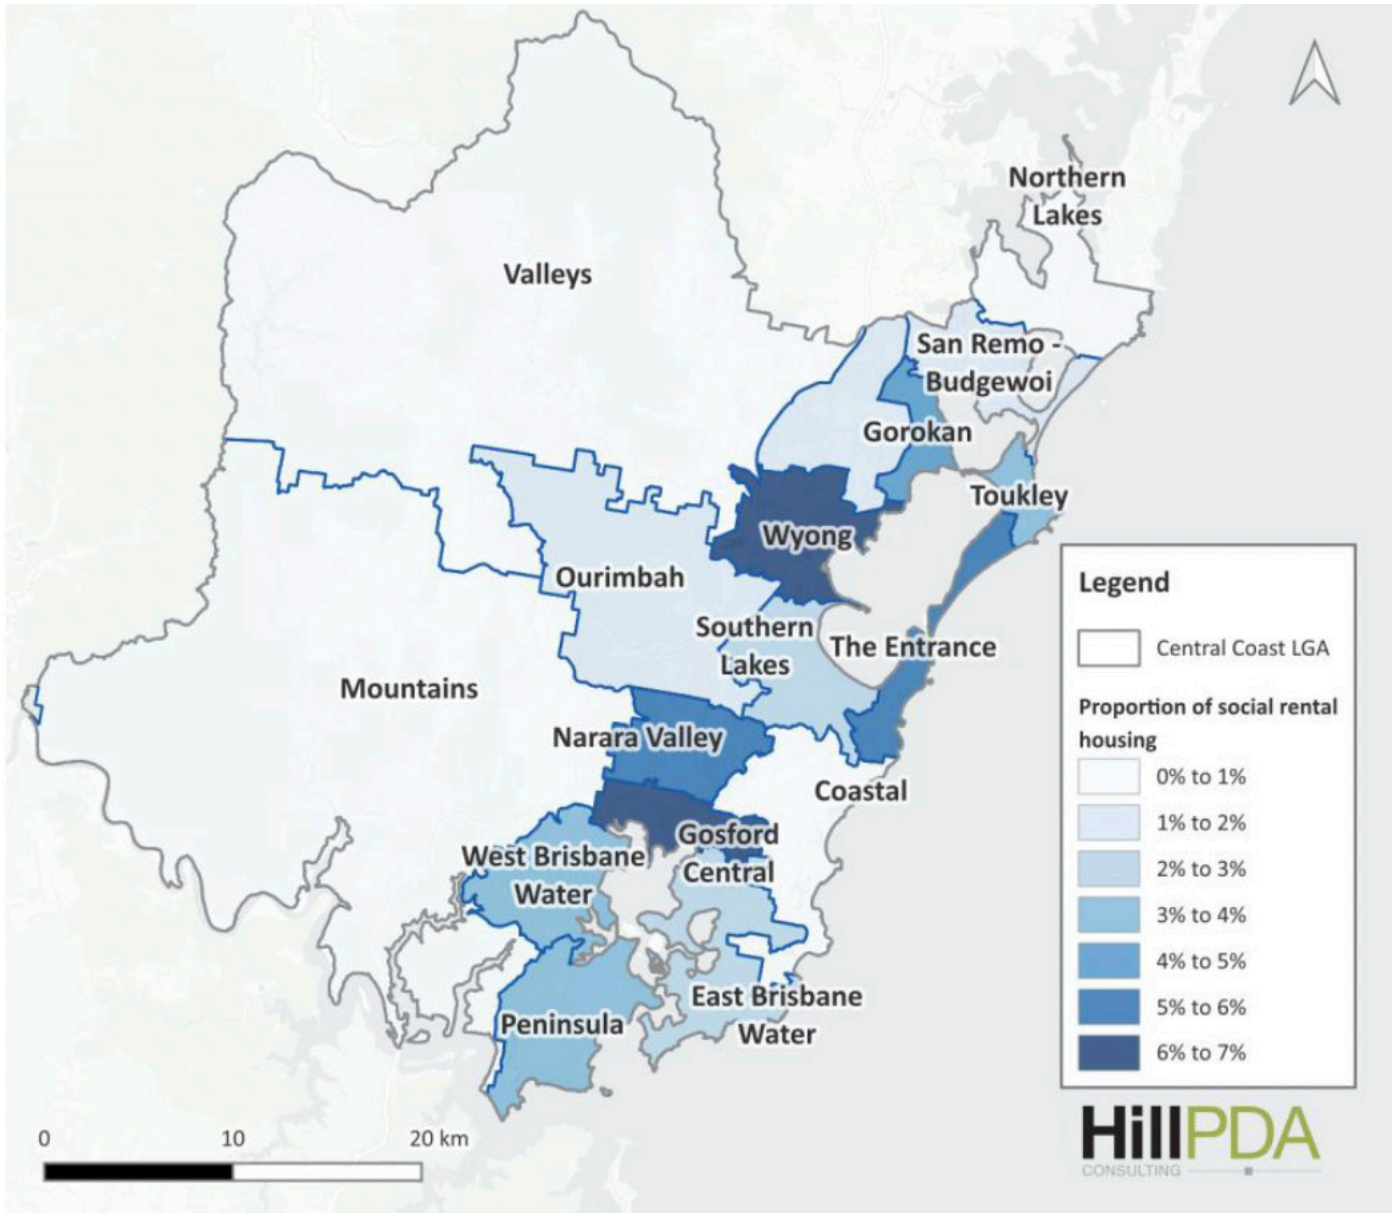 Northern
Lakes
Valleys
San Remo -
Budgewoi
Gorokan
Toukley
Wyong
Ourimbah
Southern
Lakes
The Entrance
Mountains
Narara Valley
Coastal
Gosford
Central
West Brisbane
Water
East Brisbane
Water
Peninsula
Legend
Central Coast LGA
Proportion of social rental
housing
0% to 1%
1% to 2%
2% to 3%
3% to 4%
4% to 5%
5% to 6%
6% to 7%
0 10 20 km
HillPDA
CONSULTING